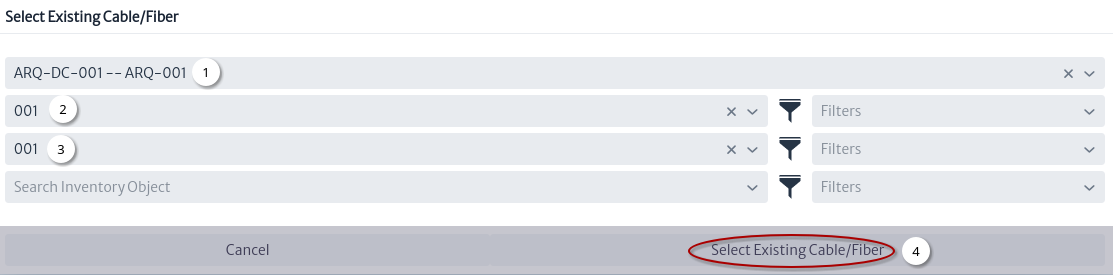 Select Existing Cable/Fiber
ARQ-DC-001 -- ARQ-001 1
001 2 Filters
001 3 Filters
Search Inventory Object Filters
Cancel Select Existing Cable/Fiber 4